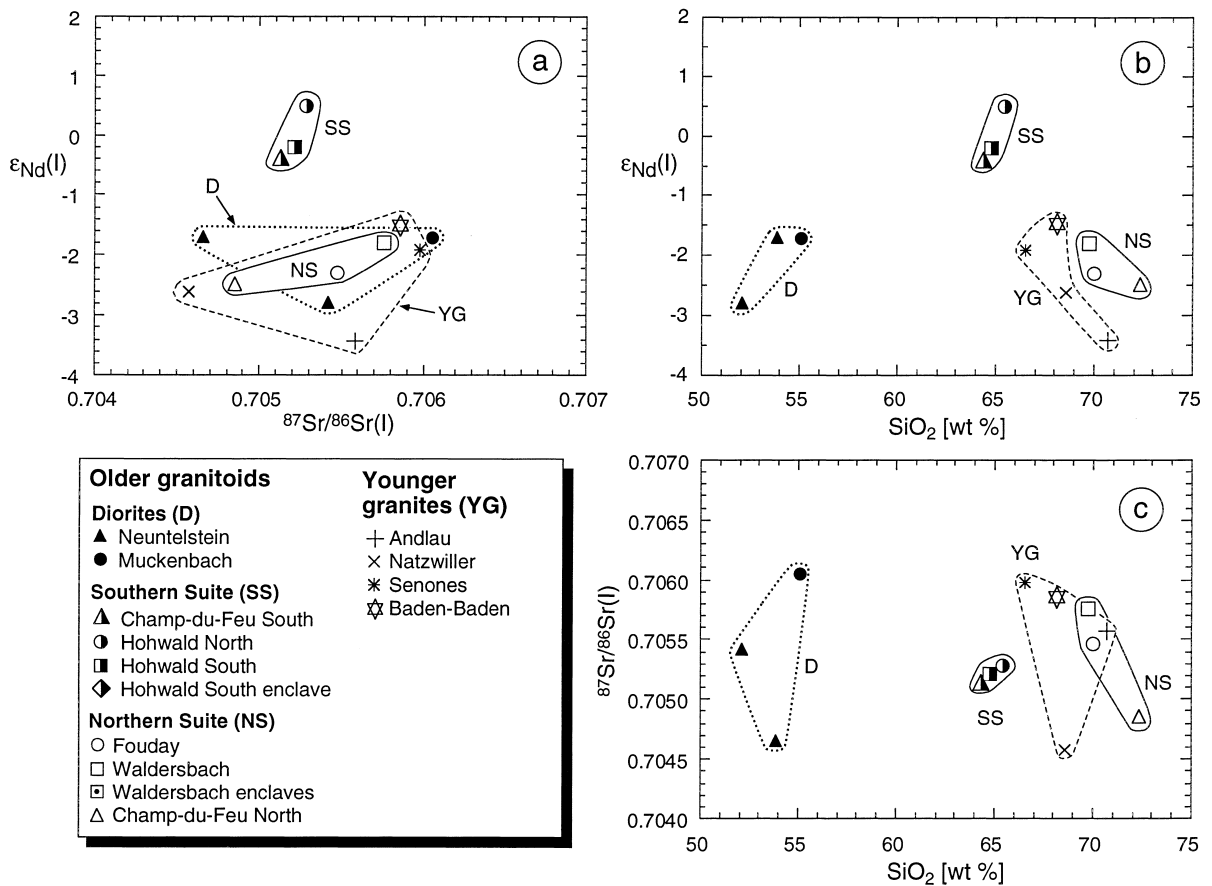 2
1
0
-1
-2
-3
-4
εNd(I)
a
SS
D
NS
YG
0.704 0.705 0.706 0.707
87Sr/86Sr(I)
2
1
0
-1
-2
-3
-4
εNd(I)
b
SS
NS
D
YG
50 55 60 65 70 75
SiO2 [wt %]
Older granitoids
Diorites (D)
Neuntelstein
Muckenbach
Southern Suite (SS)
Champ-du-Feu South
Hohwald North
Hohwald South
Hohwald South enclave
Northern Suite (NS)
Fouday
Waldersbach
Waldersbach enclaves
Champ-du-Feu North
Younger
granites (YG)
Andlau
Natzwiller
Senones
Baden-Baden
0.7070
0.7065
0.7060
0.7055
0.7050
0.7045
0.7040
87Sr/86Sr(I)
c
YG
D
SS
NS
50 55 60 65 70 75
SiO2 [wt %]